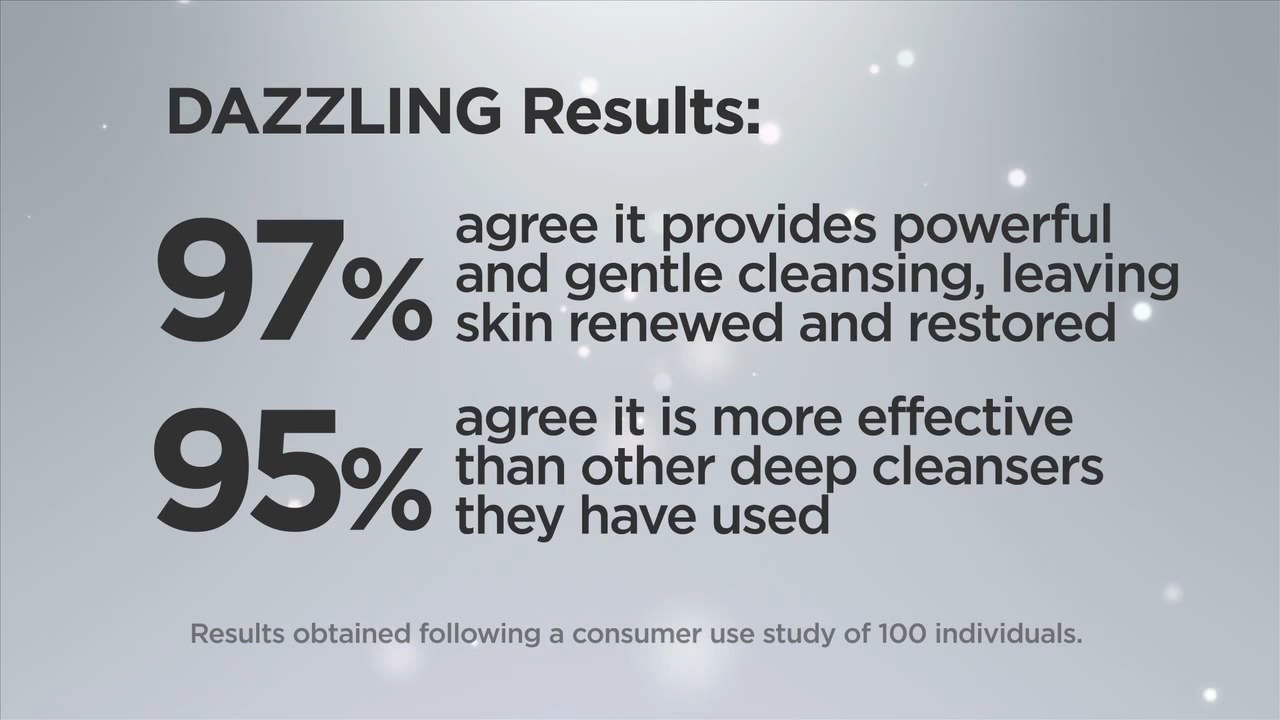 DAZZLING Results:
97%
agree it provides powerful
and gentle cleansing, leaving
skin renewed and restored
95%
agree it is more effective
than other deep cleansers
they have used
Results obtained following a consumer use study of 100 individuals.